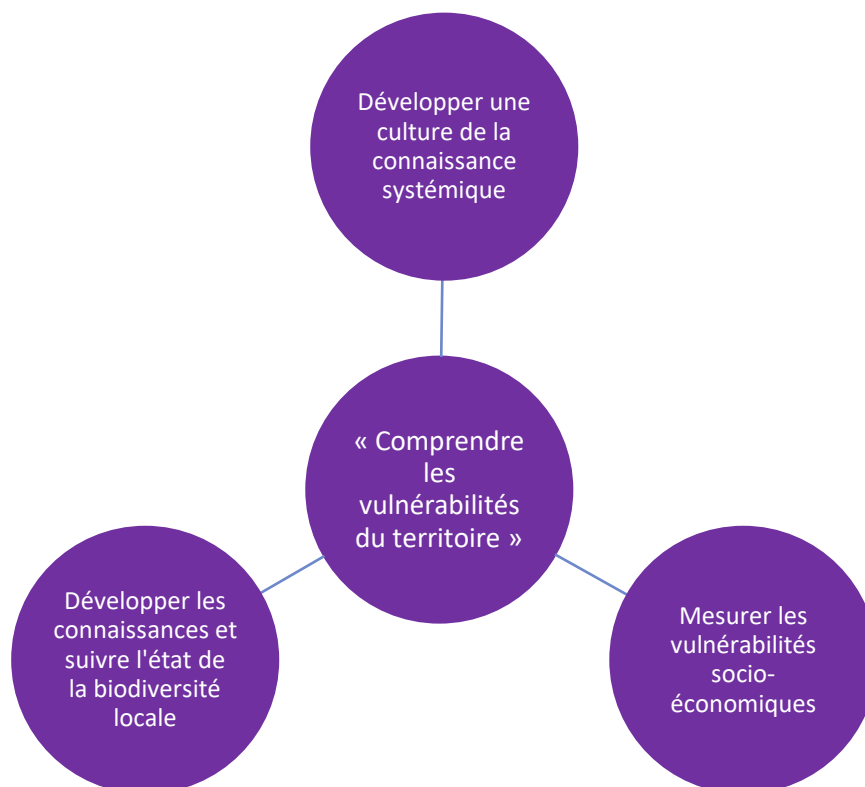 Développer une
culture de la
connaissance
systémique
« Comprendre
les
vulnérabilités
du territoire »
Développer les
connaissances et
suivre l'état de
la biodiversité
locale
Mesurer les
vulnérabilités
socio-
économiques